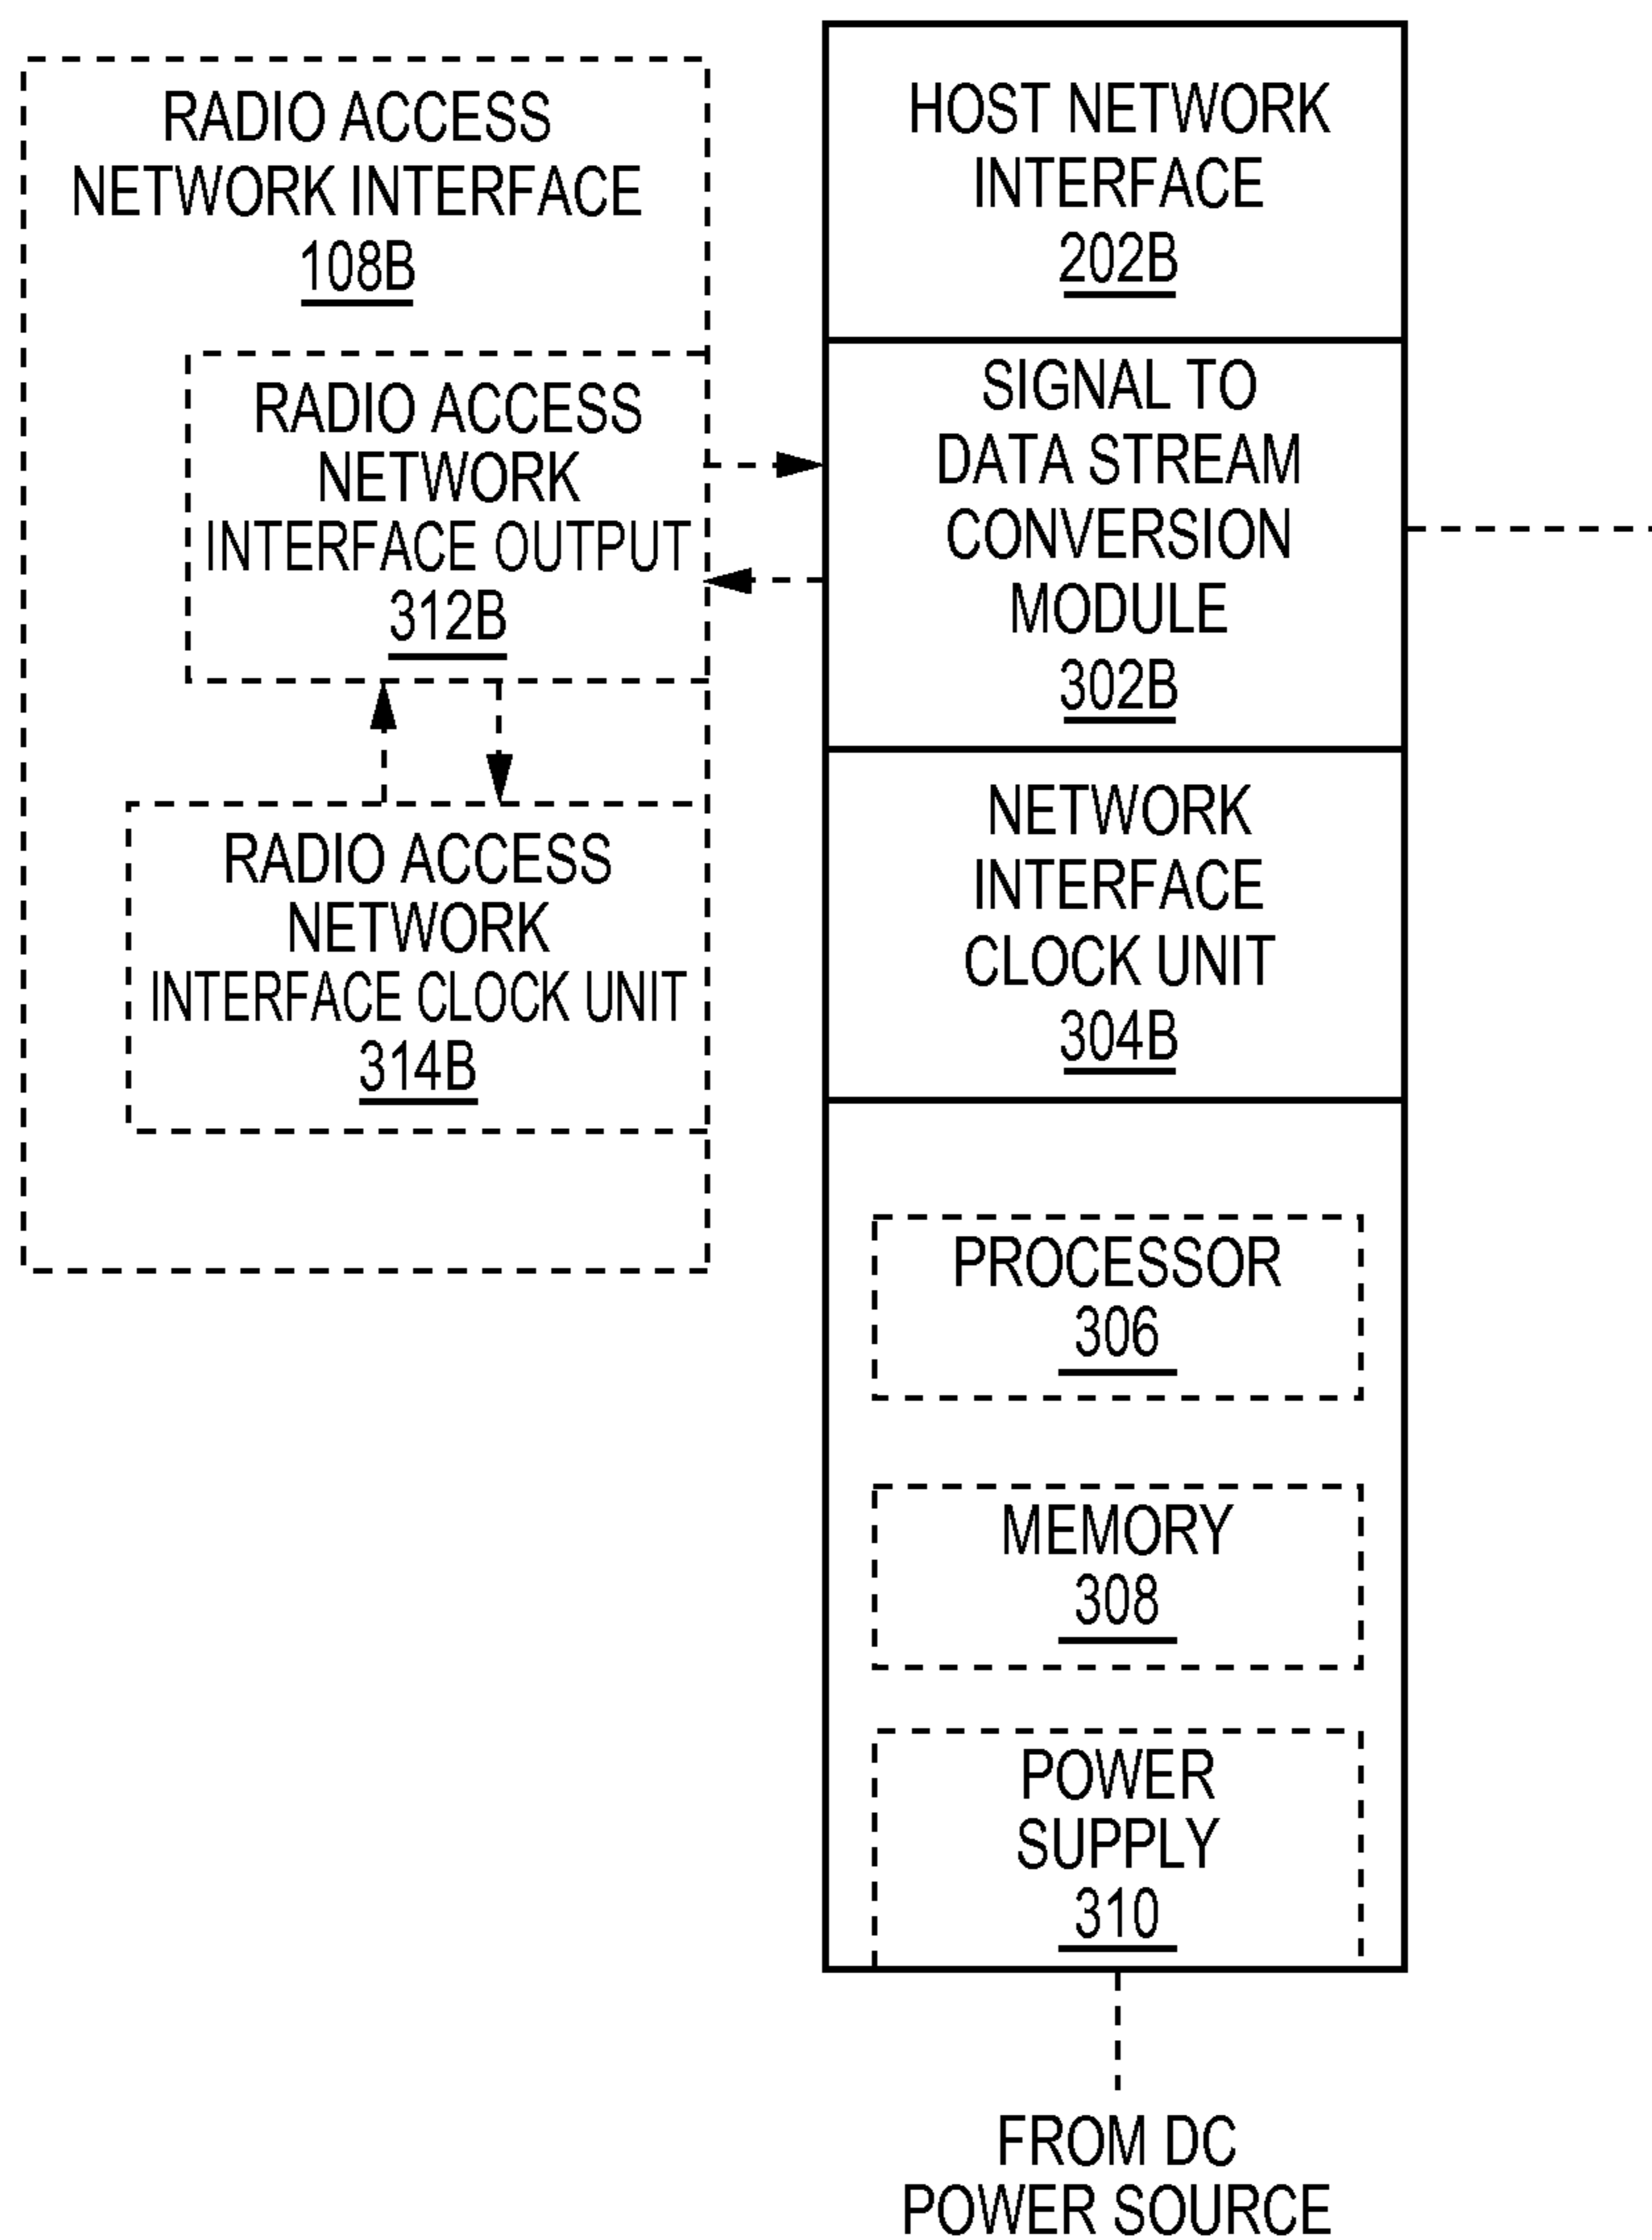 RADIO ACCESS
NETWORK INTERFACE
108B
RADIO ACCESS
NETWORK
INTERFACE OUTPUT
312B
RADIO ACCESS
NETWORK
INTERFACE CLOCK UNIT
314B
HOST NETWORK
INTERFACE
202B
SIGNAL TO
DATA STREAM
CONVERSION
MODULE
302B
NETWORK
INTERFACE
CLOCK UNIT
304B
PROCESSOR
306
MEMORY
308
POWER
SUPPLY
310
FROM DC
POWER SOURCE